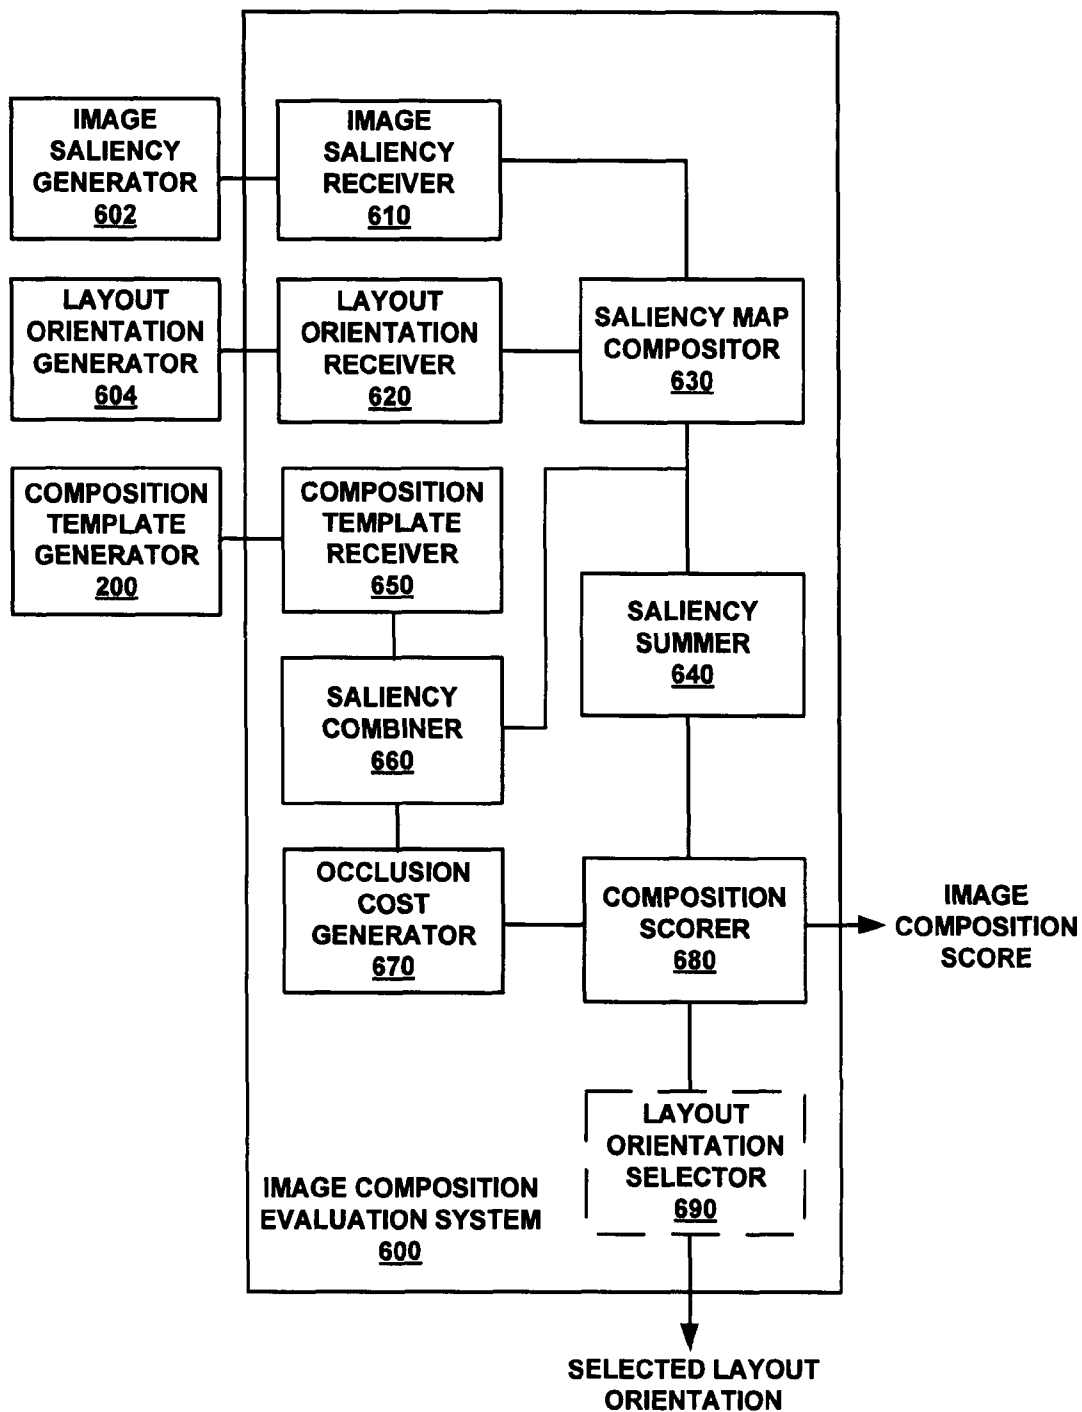 IMAGE
SALIENCY
GENERATOR
602
IMAGE
SALIENCY
RECEIVER
610
LAYOUT
ORIENTATION
GENERATOR
604
LAYOUT
ORIENTATION
RECEIVER
620
SALIENCY MAP
COMPOSITOR
630
COMPOSITION
TEMPLATE
GENERATOR
200
COMPOSITION
TEMPLATE
RECEIVER
650
SALIENCY
SUMMER
640
SALIENCY
COMBINER
660
OCCLUSION
COST
GENERATOR
670
COMPOSITION
SCORER
680
IMAGE
COMPOSITION
SCORE
LAYOUT
ORIENTATION
SELECTOR
690
IMAGE COMPOSITION
EVALUATION SYSTEM
600
SELECTED LAYOUT
ORIENTATION